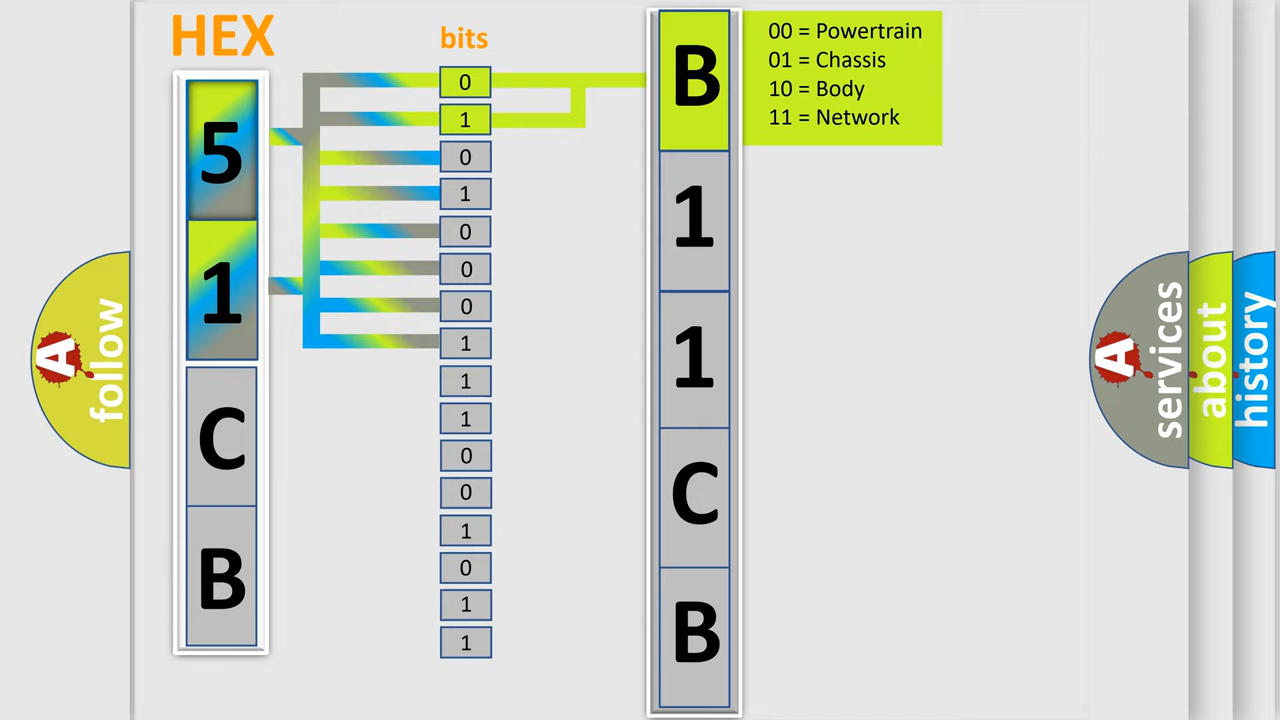 HEX
bits
5
1
C
B
0
1
0
1
0
0
0
1
1
1
0
0
1
0
1
1
B
1
1
C
B
00 = Powertrain
01 = Chassis
10 = Body
11 = Network
A
follow
A
services
about
history